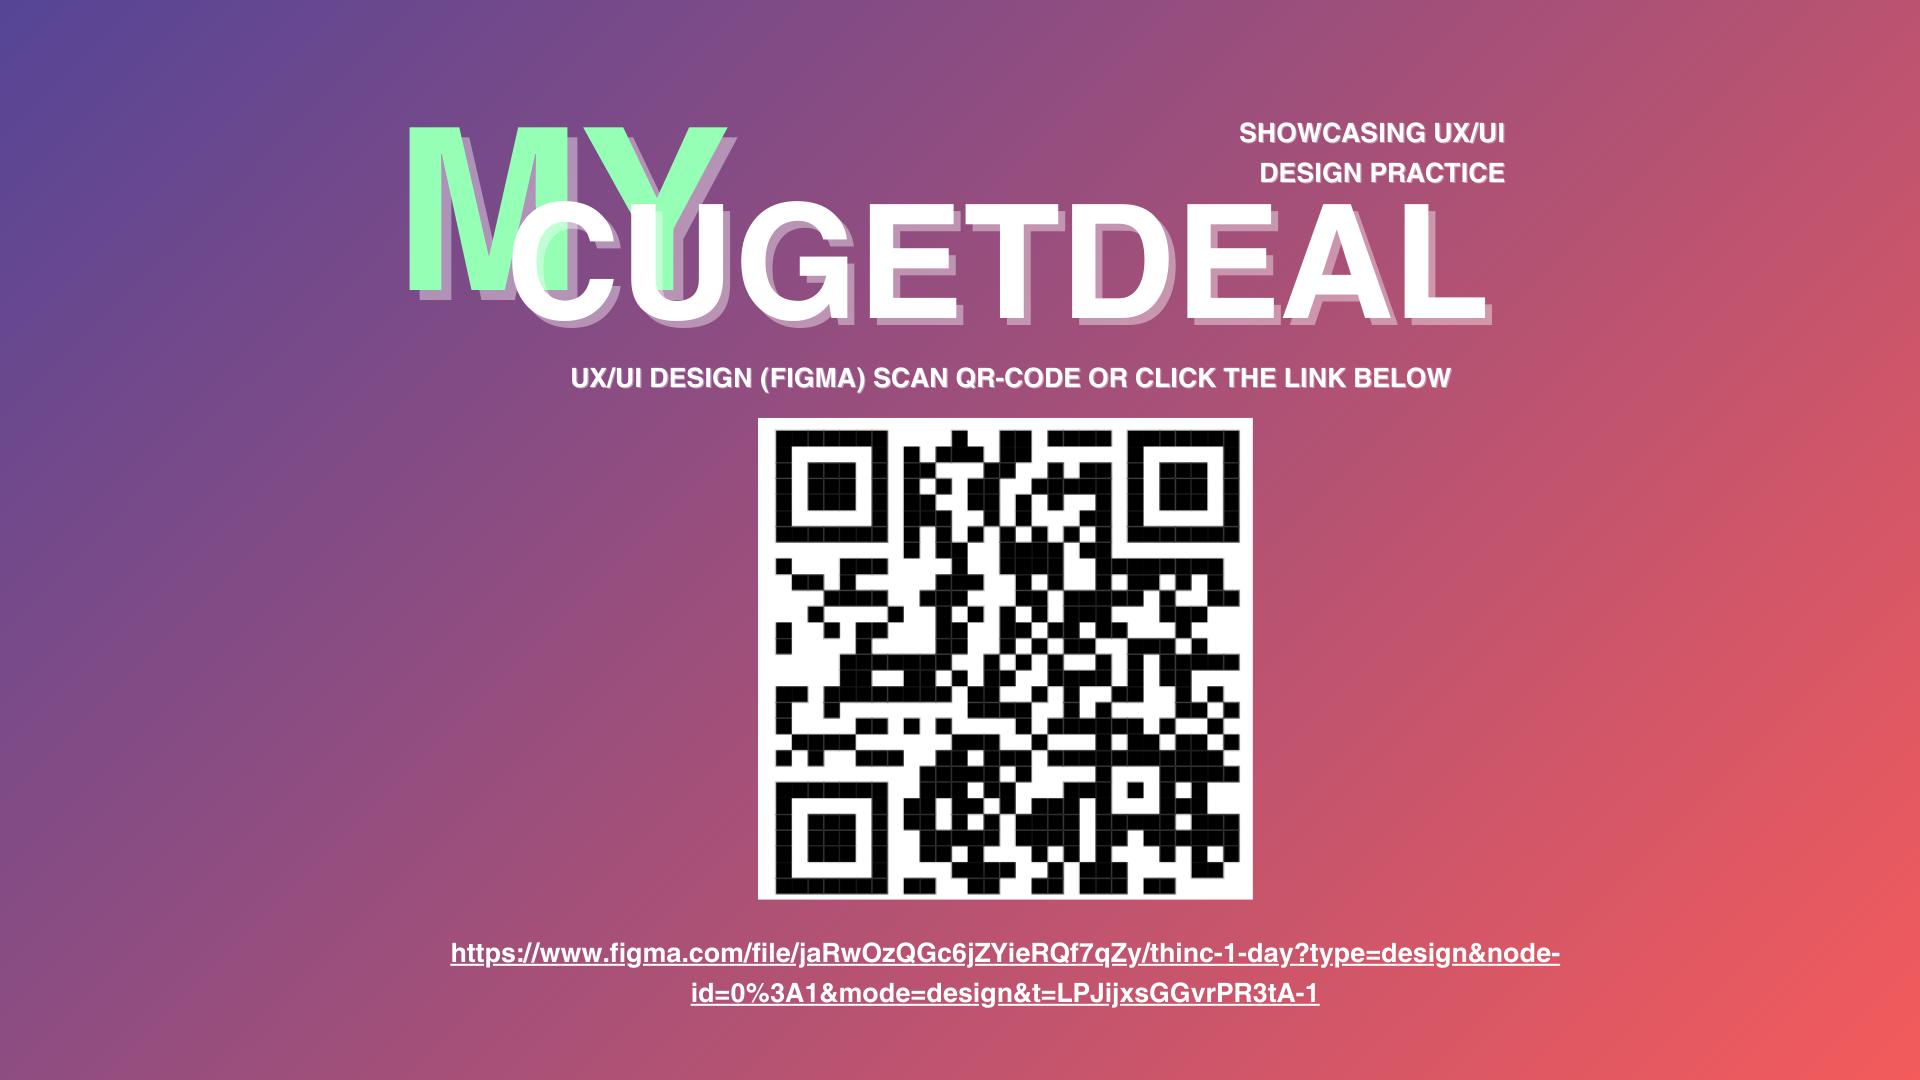 MY
SHOWCASING UX/UI
DESIGN PRACTICE
CUGETDEAL
UX/UI DESIGN (FIGMA) SCAN QR-CODE OR CLICK THE LINK BELOW
https://www.figma.com/file/jaRwOzQGc6jZYieRQf7qZy/thinc-1-day?type=design&node-
id=0%3A1&mode=design&t=LPJijxsGGvrPR3tA-1